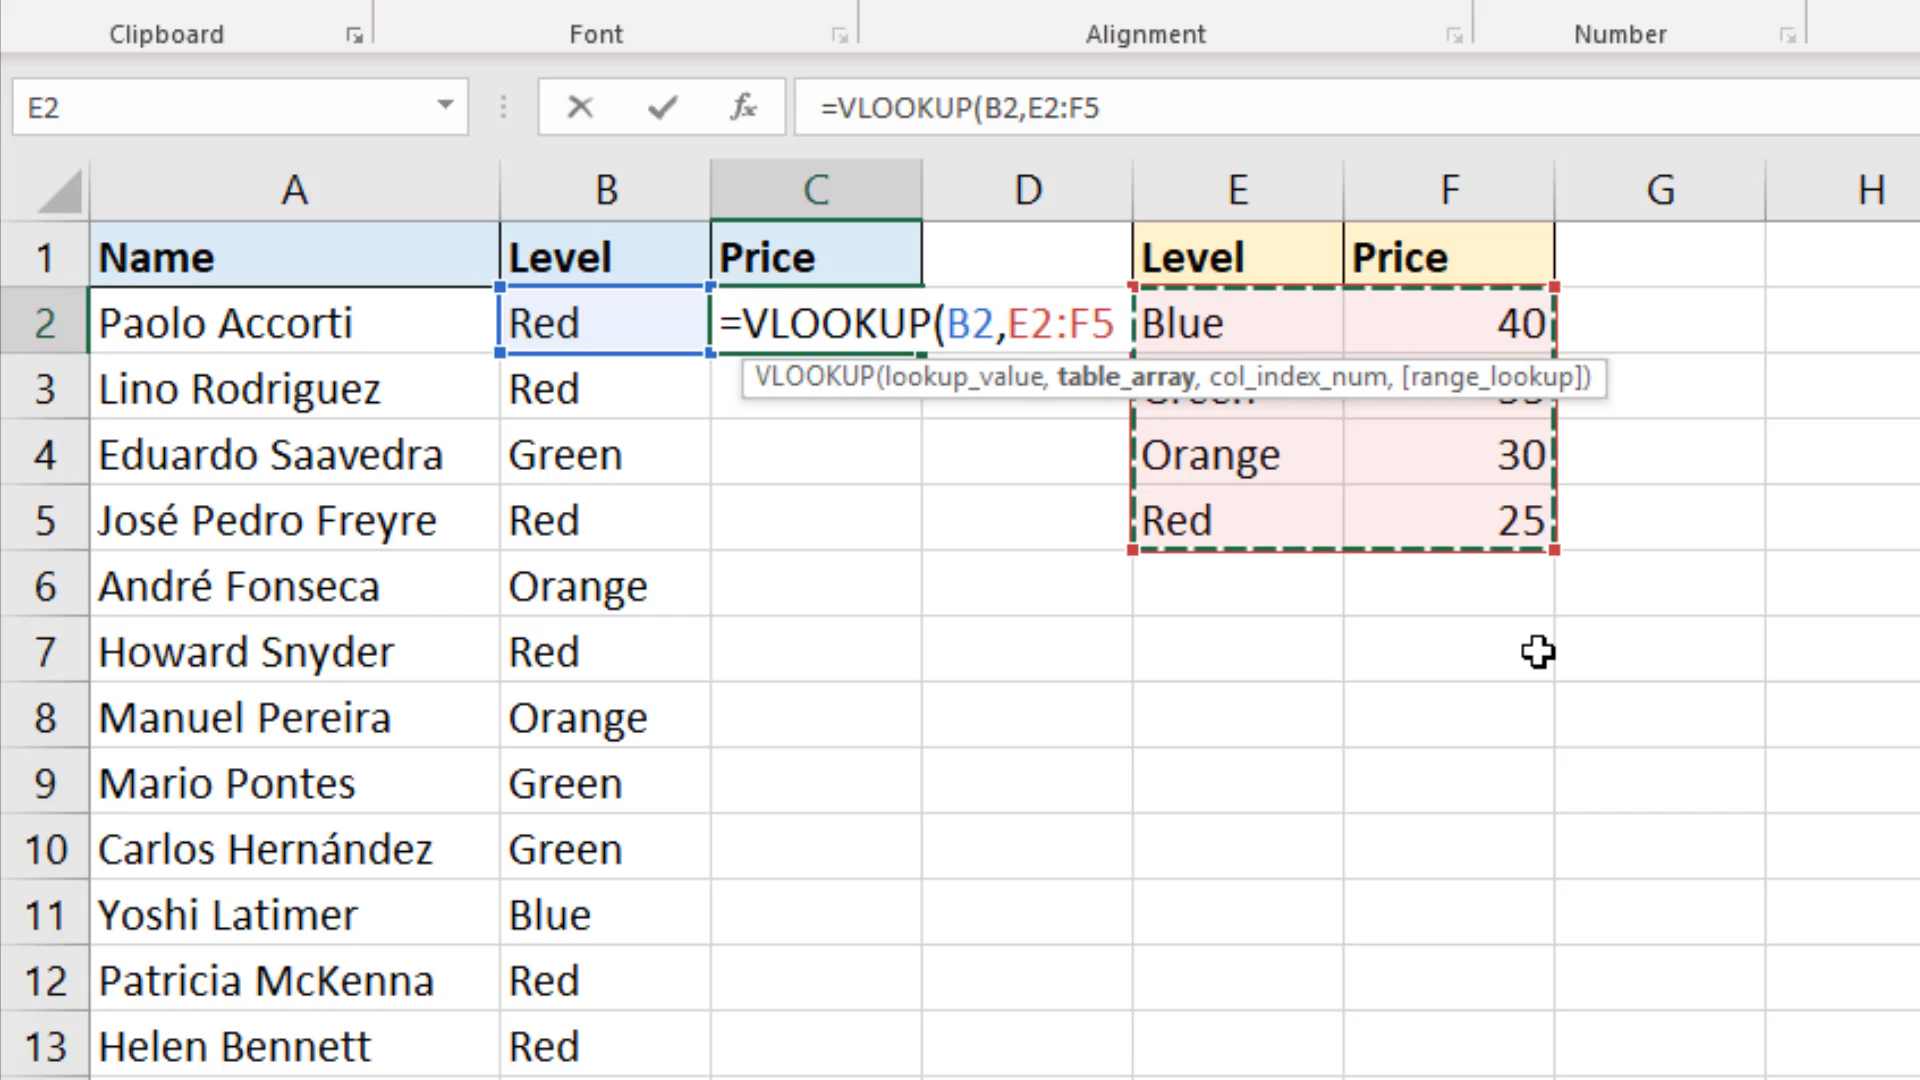 Clipboard Font Alignment Number
E2 fx =VLOOKUP(B2,E2:F5
A B C D E F G H
1 Name Level Price Level Price
2 Paolo Accorti Red =VLOOKUP(B2,E2:F5 Blue 40
VLOOKUP(lookup_value, table_array, col_index_num, [range_lookup])
3 Lino Rodriguez Red
4 Eduardo Saavedra Green Orange 30
5 José Pedro Freyre Red Red 25
6 André Fonseca Orange
7 Howard Snyder Red
8 Manuel Pereira Orange
9 Mario Pontes Green
10 Carlos Hernández Green
11 Yoshi Latimer Blue
12 Patricia McKenna Red
13 Helen Bennett Red